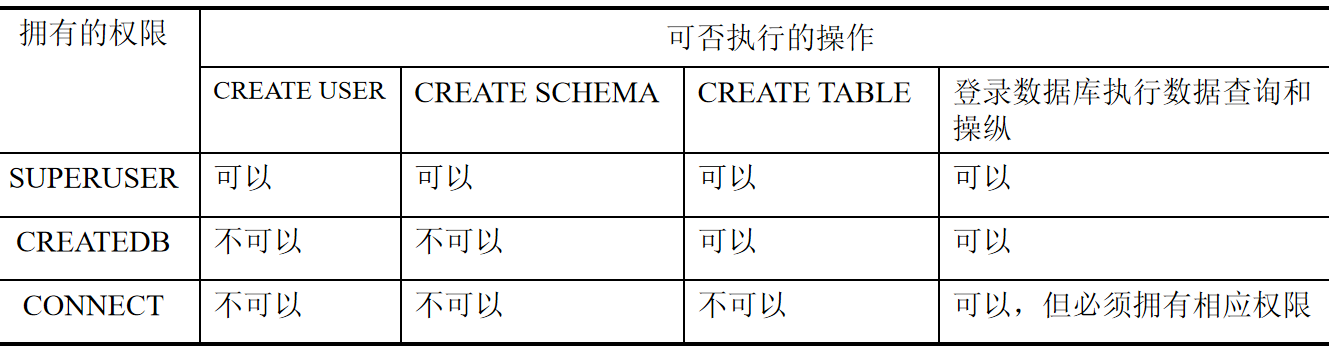 拥有的权限
可否执行的操作
CREATE USER
CREATE SCHEMA
CREATE TABLE
登录数据库执行数据查询和
操纵
SUPERUSER
可以
可以
可以
可以
CREATEDB
不可以
不可以
可以
可以
CONNECT
不可以
不可以
不可以
可以，但必须拥有相应权限